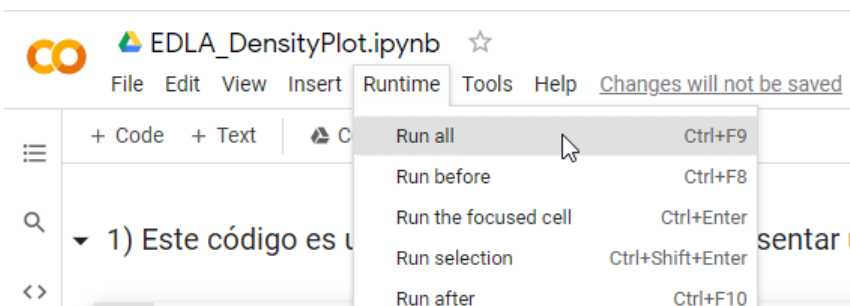 EDLA_DensityPlot.ipynb
File Edit View Insert Runtime Tools Help Changes will not be saved
+ Code + Text
Run all Ctrl+F9
Run before Ctrl+F8
Run the focused cell Ctrl+Enter
1) Este código es
Run selection Ctrl+Shift+Enter
Run after Ctrl+F10